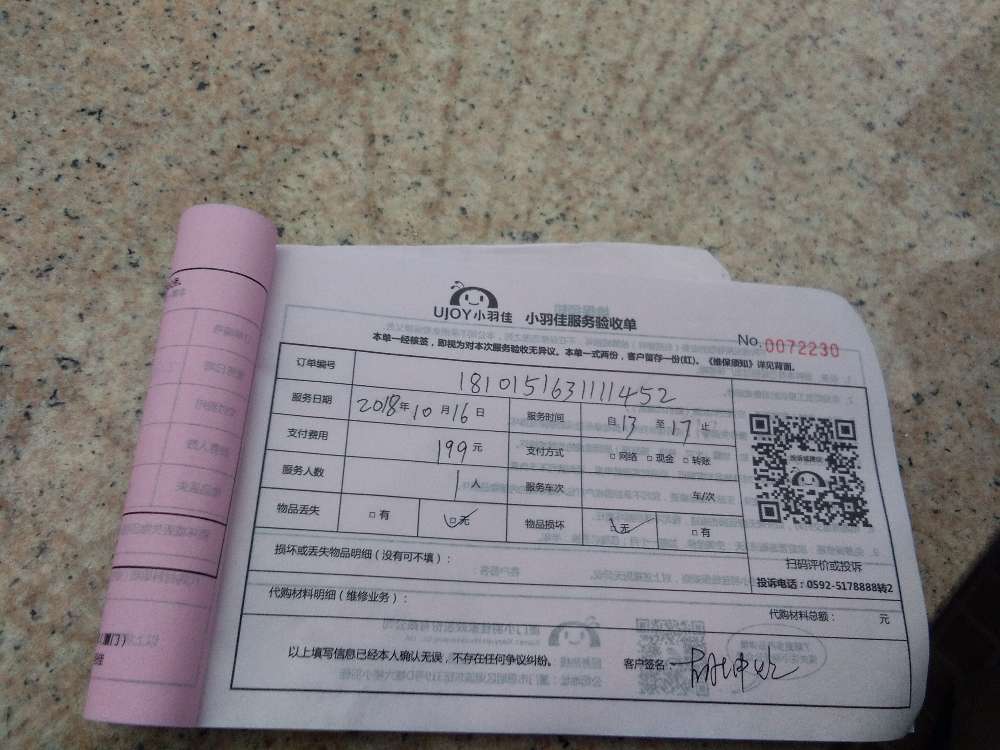 UJOY小羽佳 小羽佳服务验收单
No. 0072230
本单一经核签，即视为对本次服务验收无异议。本单一式两份，客户留存一份(红)。《维保须知》详见背面。
订单编号 18101516311111452
服务日期 2018年10月16日 服务时间 自13至17止
支付费用 199元 支付方式 □网络 □现金 □转账
服务人数 1人 服务车次 车/次
物品丢失 □有 □无 物品损坏 □无 □有
损坏或丢失物品明细（没有可不填）：
扫码评价或投诉
投诉电话：0592-5178888转2
代购材料明细（维修业务）： 代购材料总额： 元
以上填写信息已经本人确认无误，不存在任何争议纠纷。 客户签名：